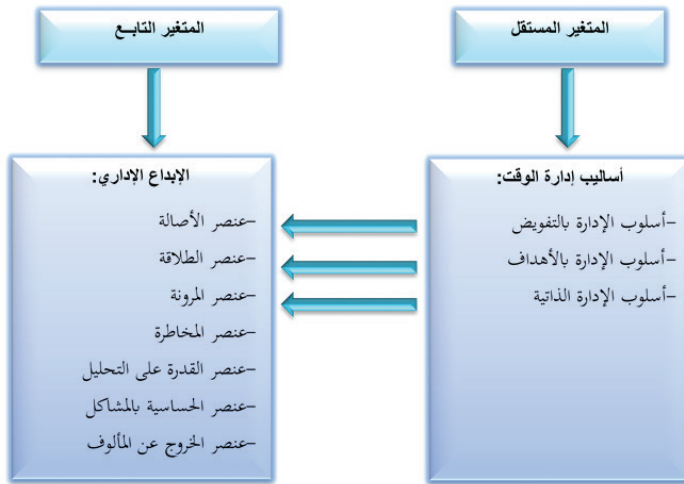 المتغير المستقل
المتغير التابـع
أساليب إدارة الوقت:
-أسلوب الإدارة بالتفويض
-أسلوب الإدارة بالأهداف
-أسلوب الإدارة الذاتية
الإبداع الإداري:
-عنصر الأصالة
-عنصر الطلاقة
-عنصر المرونة
-عنصر المخاطرة
-عنصر القدرة على التحليل
-عنصر الحساسية بالمشاكل
-عنصر الخروج عن المألوف